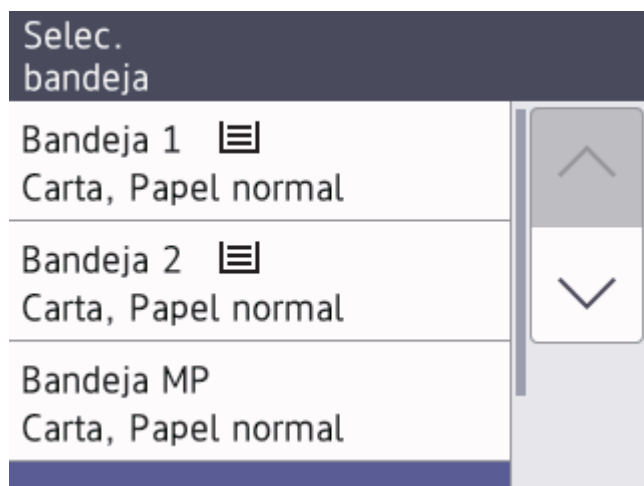 Selec.
bandeja
Bandeja 1
Carta, Papel normal
Bandeja 2
Carta, Papel normal
Bandeja MP
Carta, Papel normal